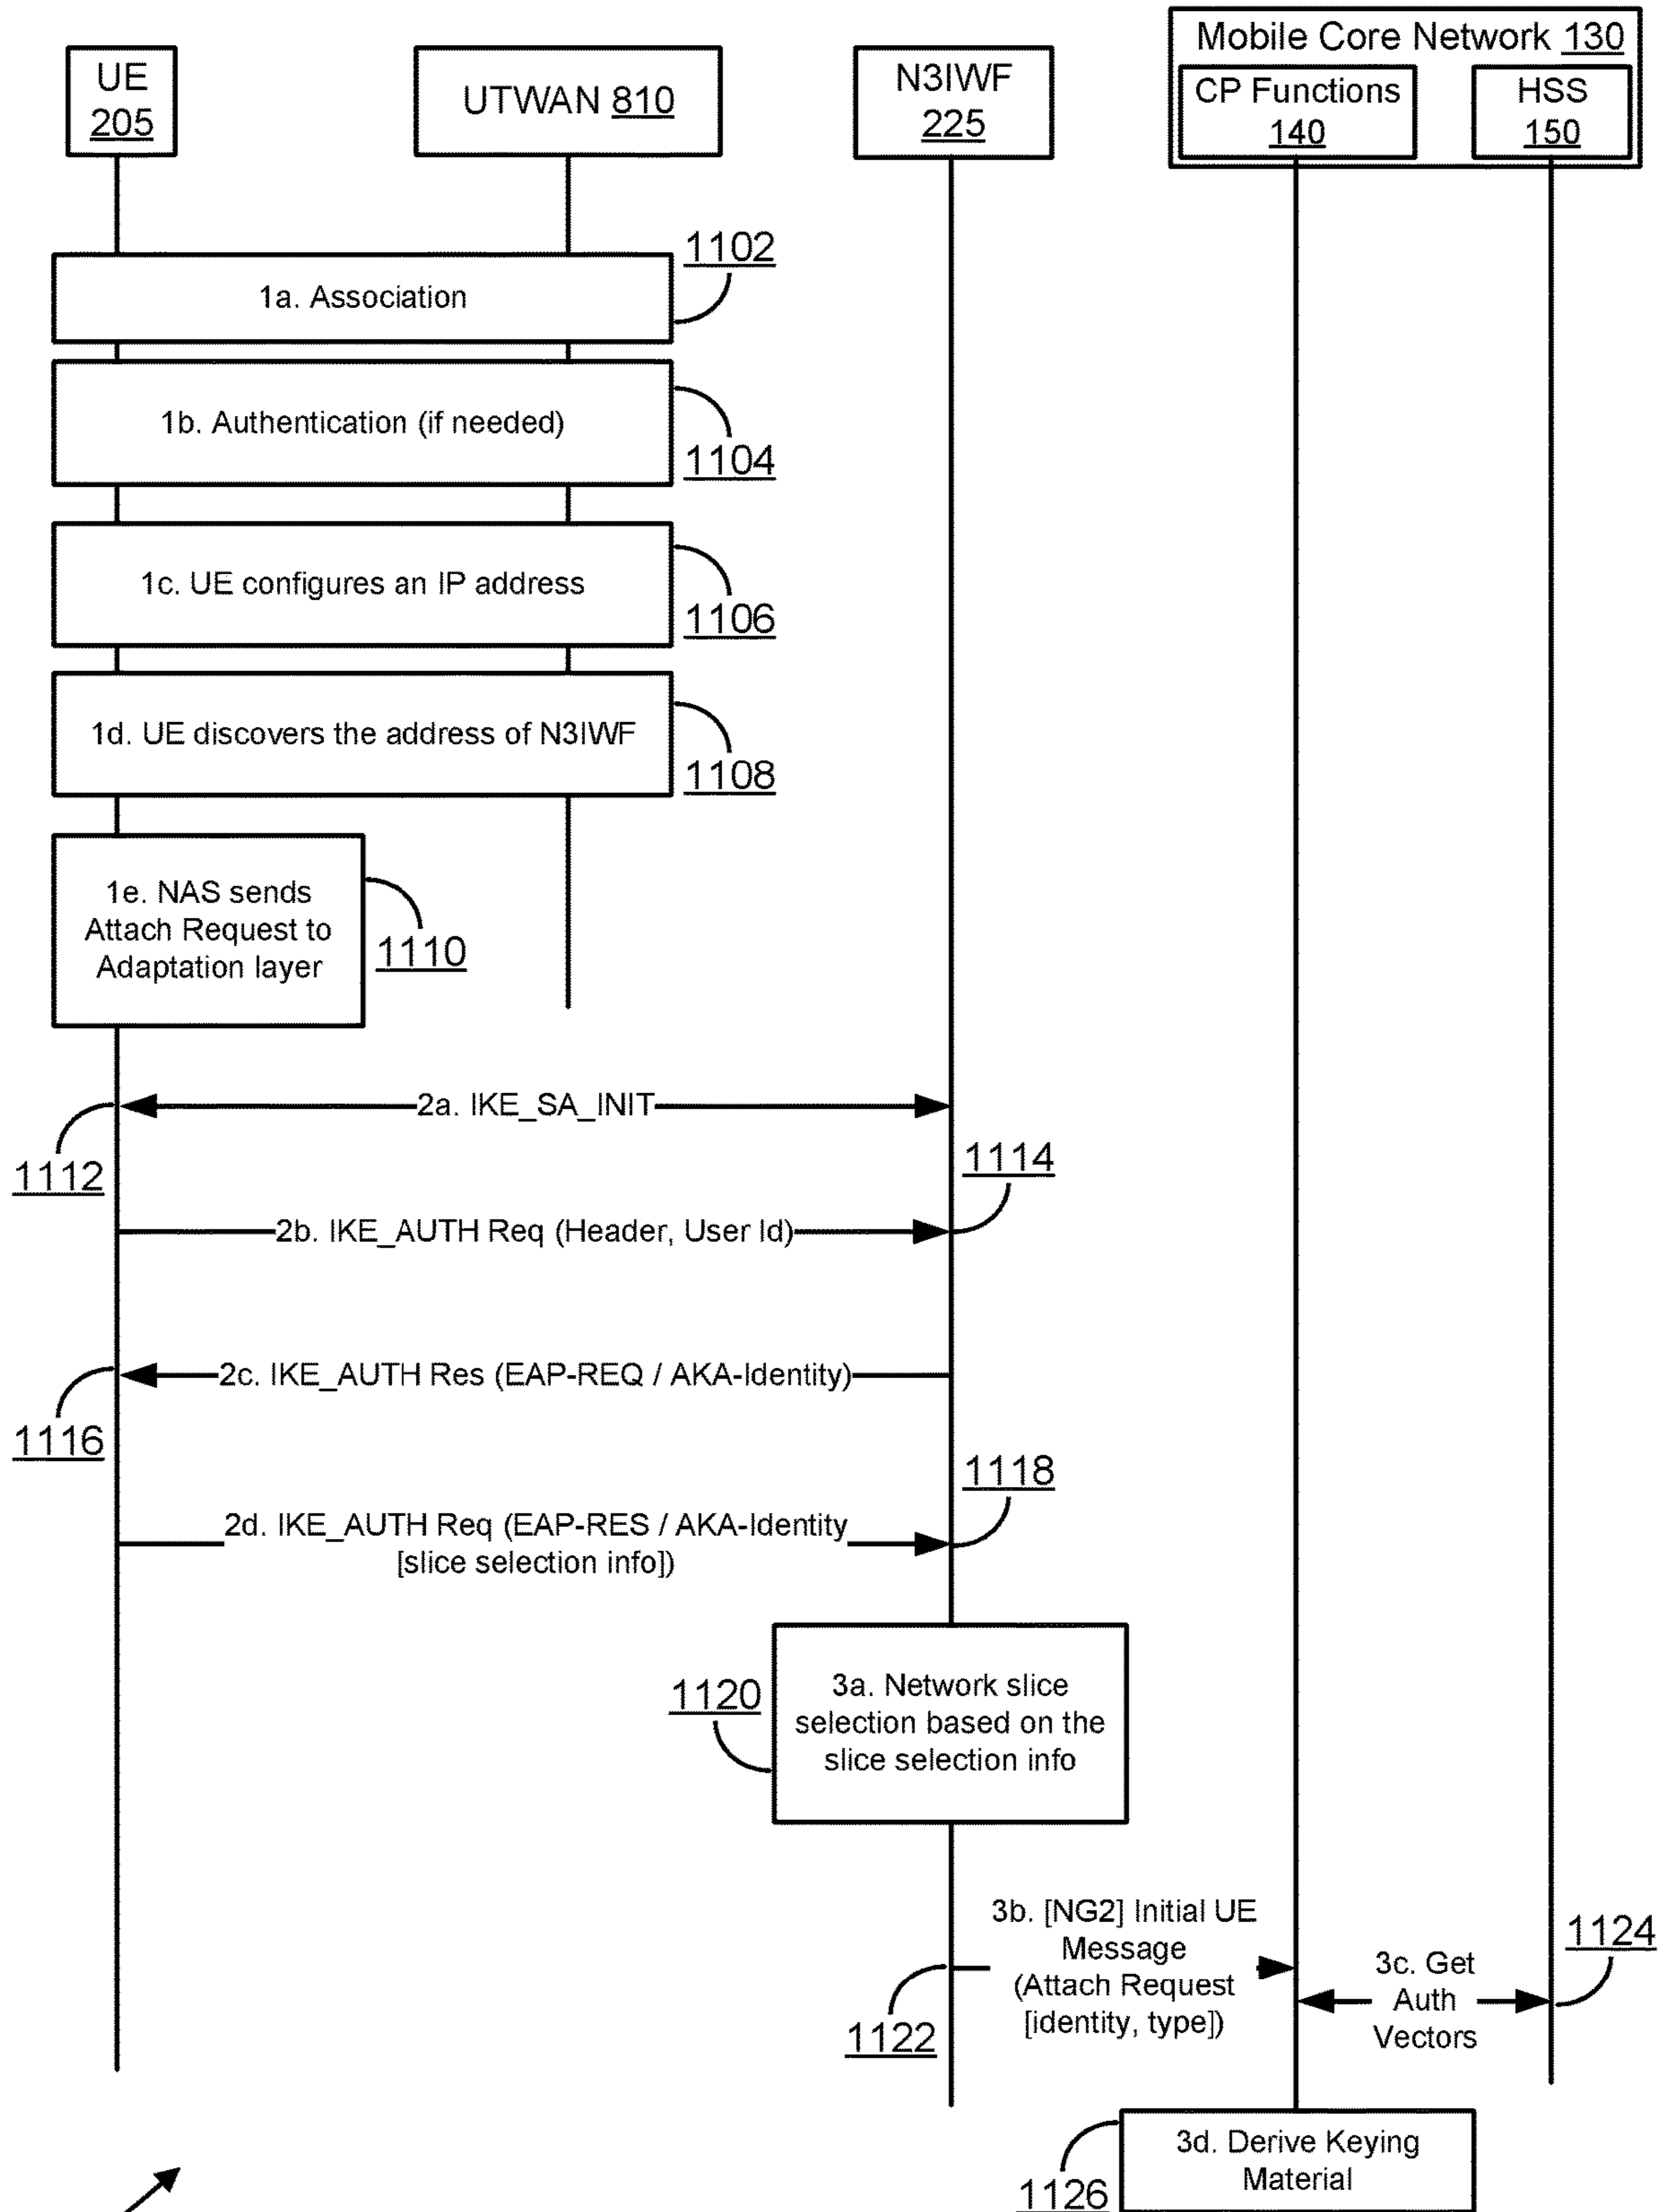 Mobile Core Network 130
UE
205
UTWAN 810
N3IWF
225
CP Functions
140
HSS
150
1102
1a. Association
1b. Authentication (if needed)
1104
1c. UE configures an IP address
1106
1d. UE discovers the address of N3IWF
1108
1e. NAS sends
Attach Request to
Adaptation layer
1110
2a. IKE_SA_INIT
1112
1114
2b. IKE_AUTH Req (Header, User Id)
2c. IKE_AUTH Res (EAP-REQ / AKA-Identity)
1116
1118
2d. IKE_AUTH Req (EAP-RES / AKA-Identity
[slice selection info])
1120
3a. Network slice
selection based on the
slice selection info
3b. [NG2] Initial UE
Message
(Attach Request
[identity, type])
1122
1124
3c. Get
Auth
Vectors
3d. Derive Keying
Material
1126